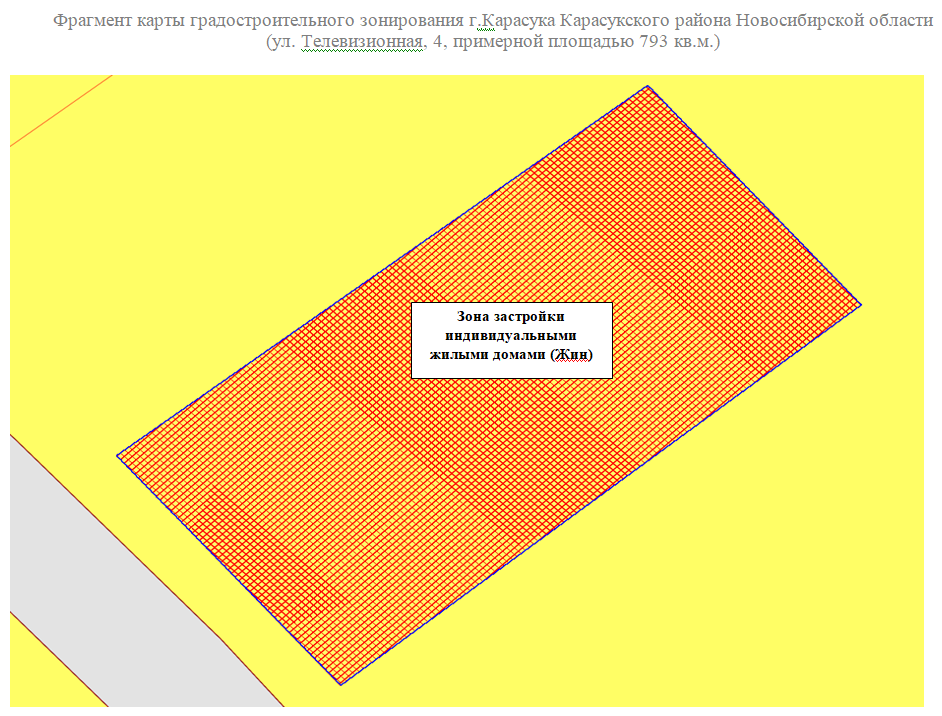 Фрагмент карты градостроительного зонирования г.Карасука Карасукского района Новосибирской области
(ул. Телевизионная, 4, примерной площадью 793 кв.м.)
Зона застройки
индивидуальными
жилыми домами (Жин)